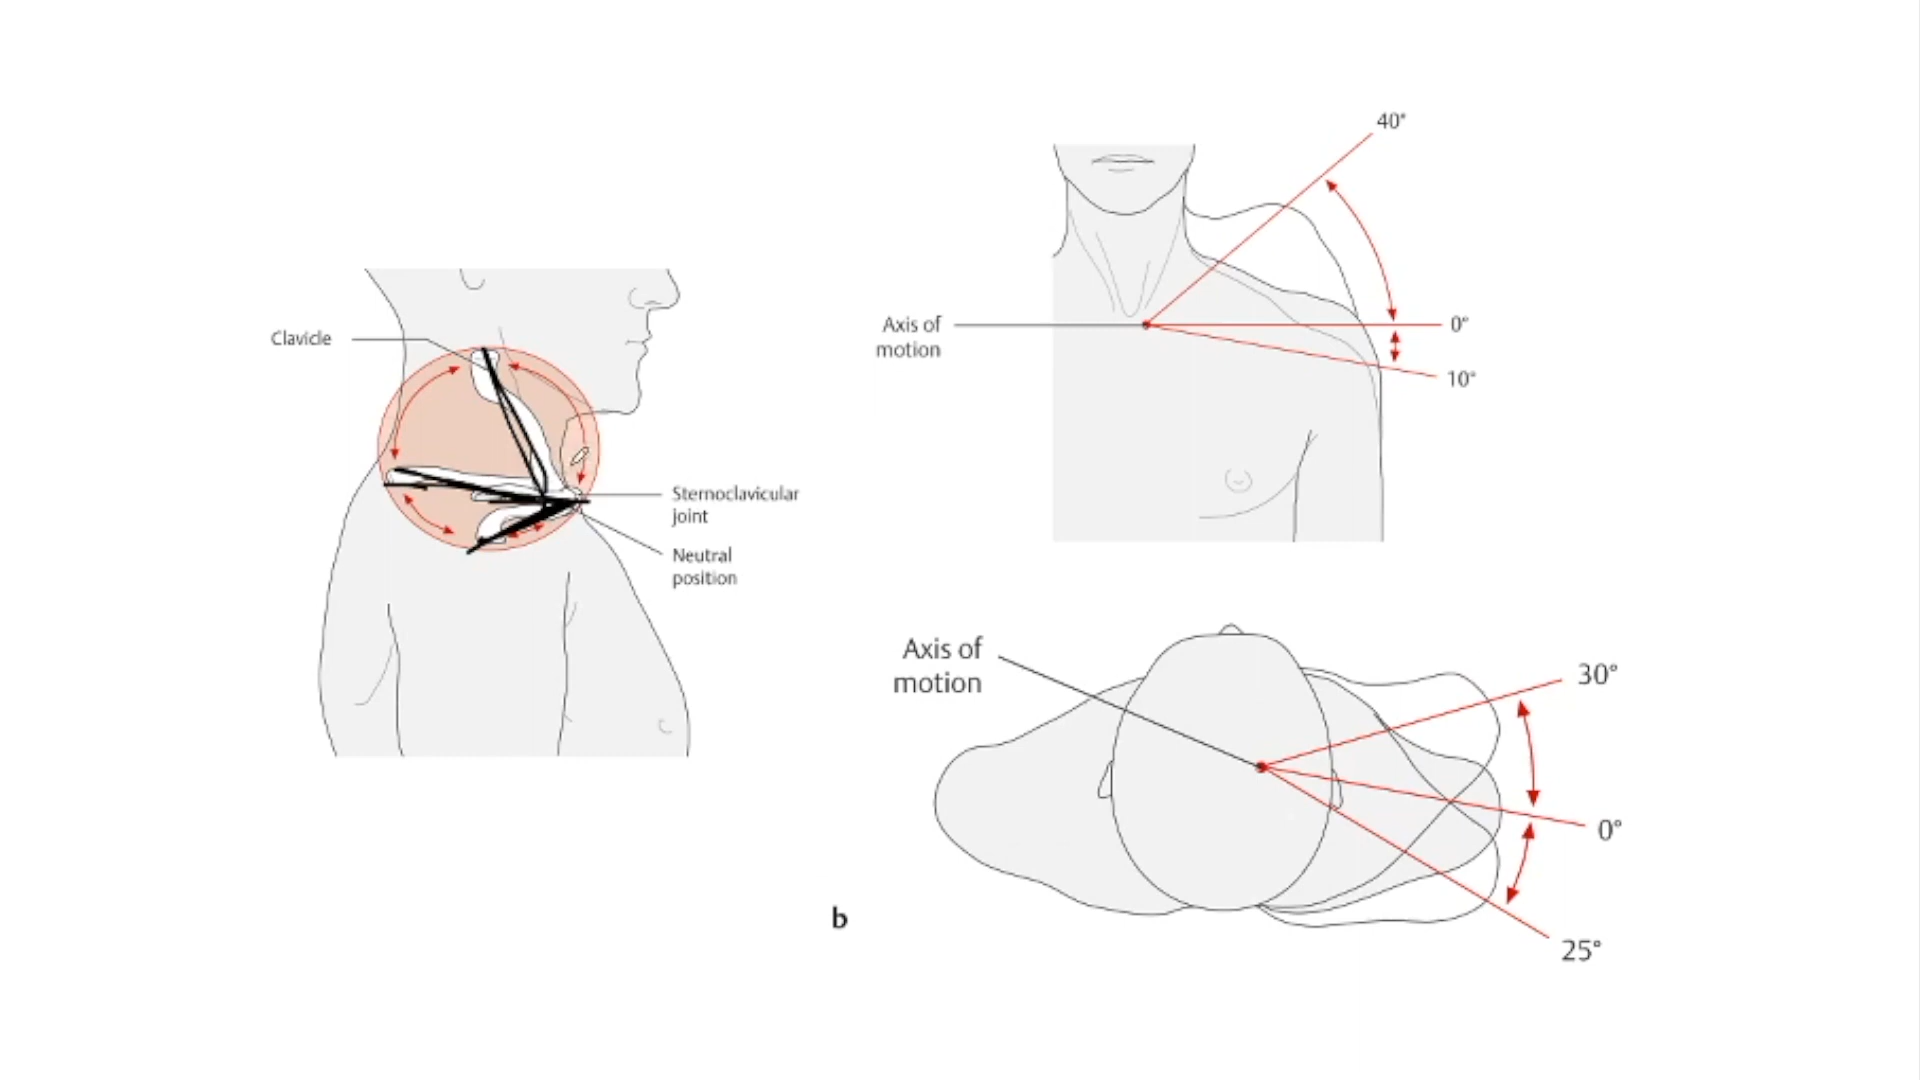 Clavicle
Sternoclavicular
joint
Neutral
position
40°
Axis of
motion
0°
10°
Axis of
motion
30°
0°
25°
b